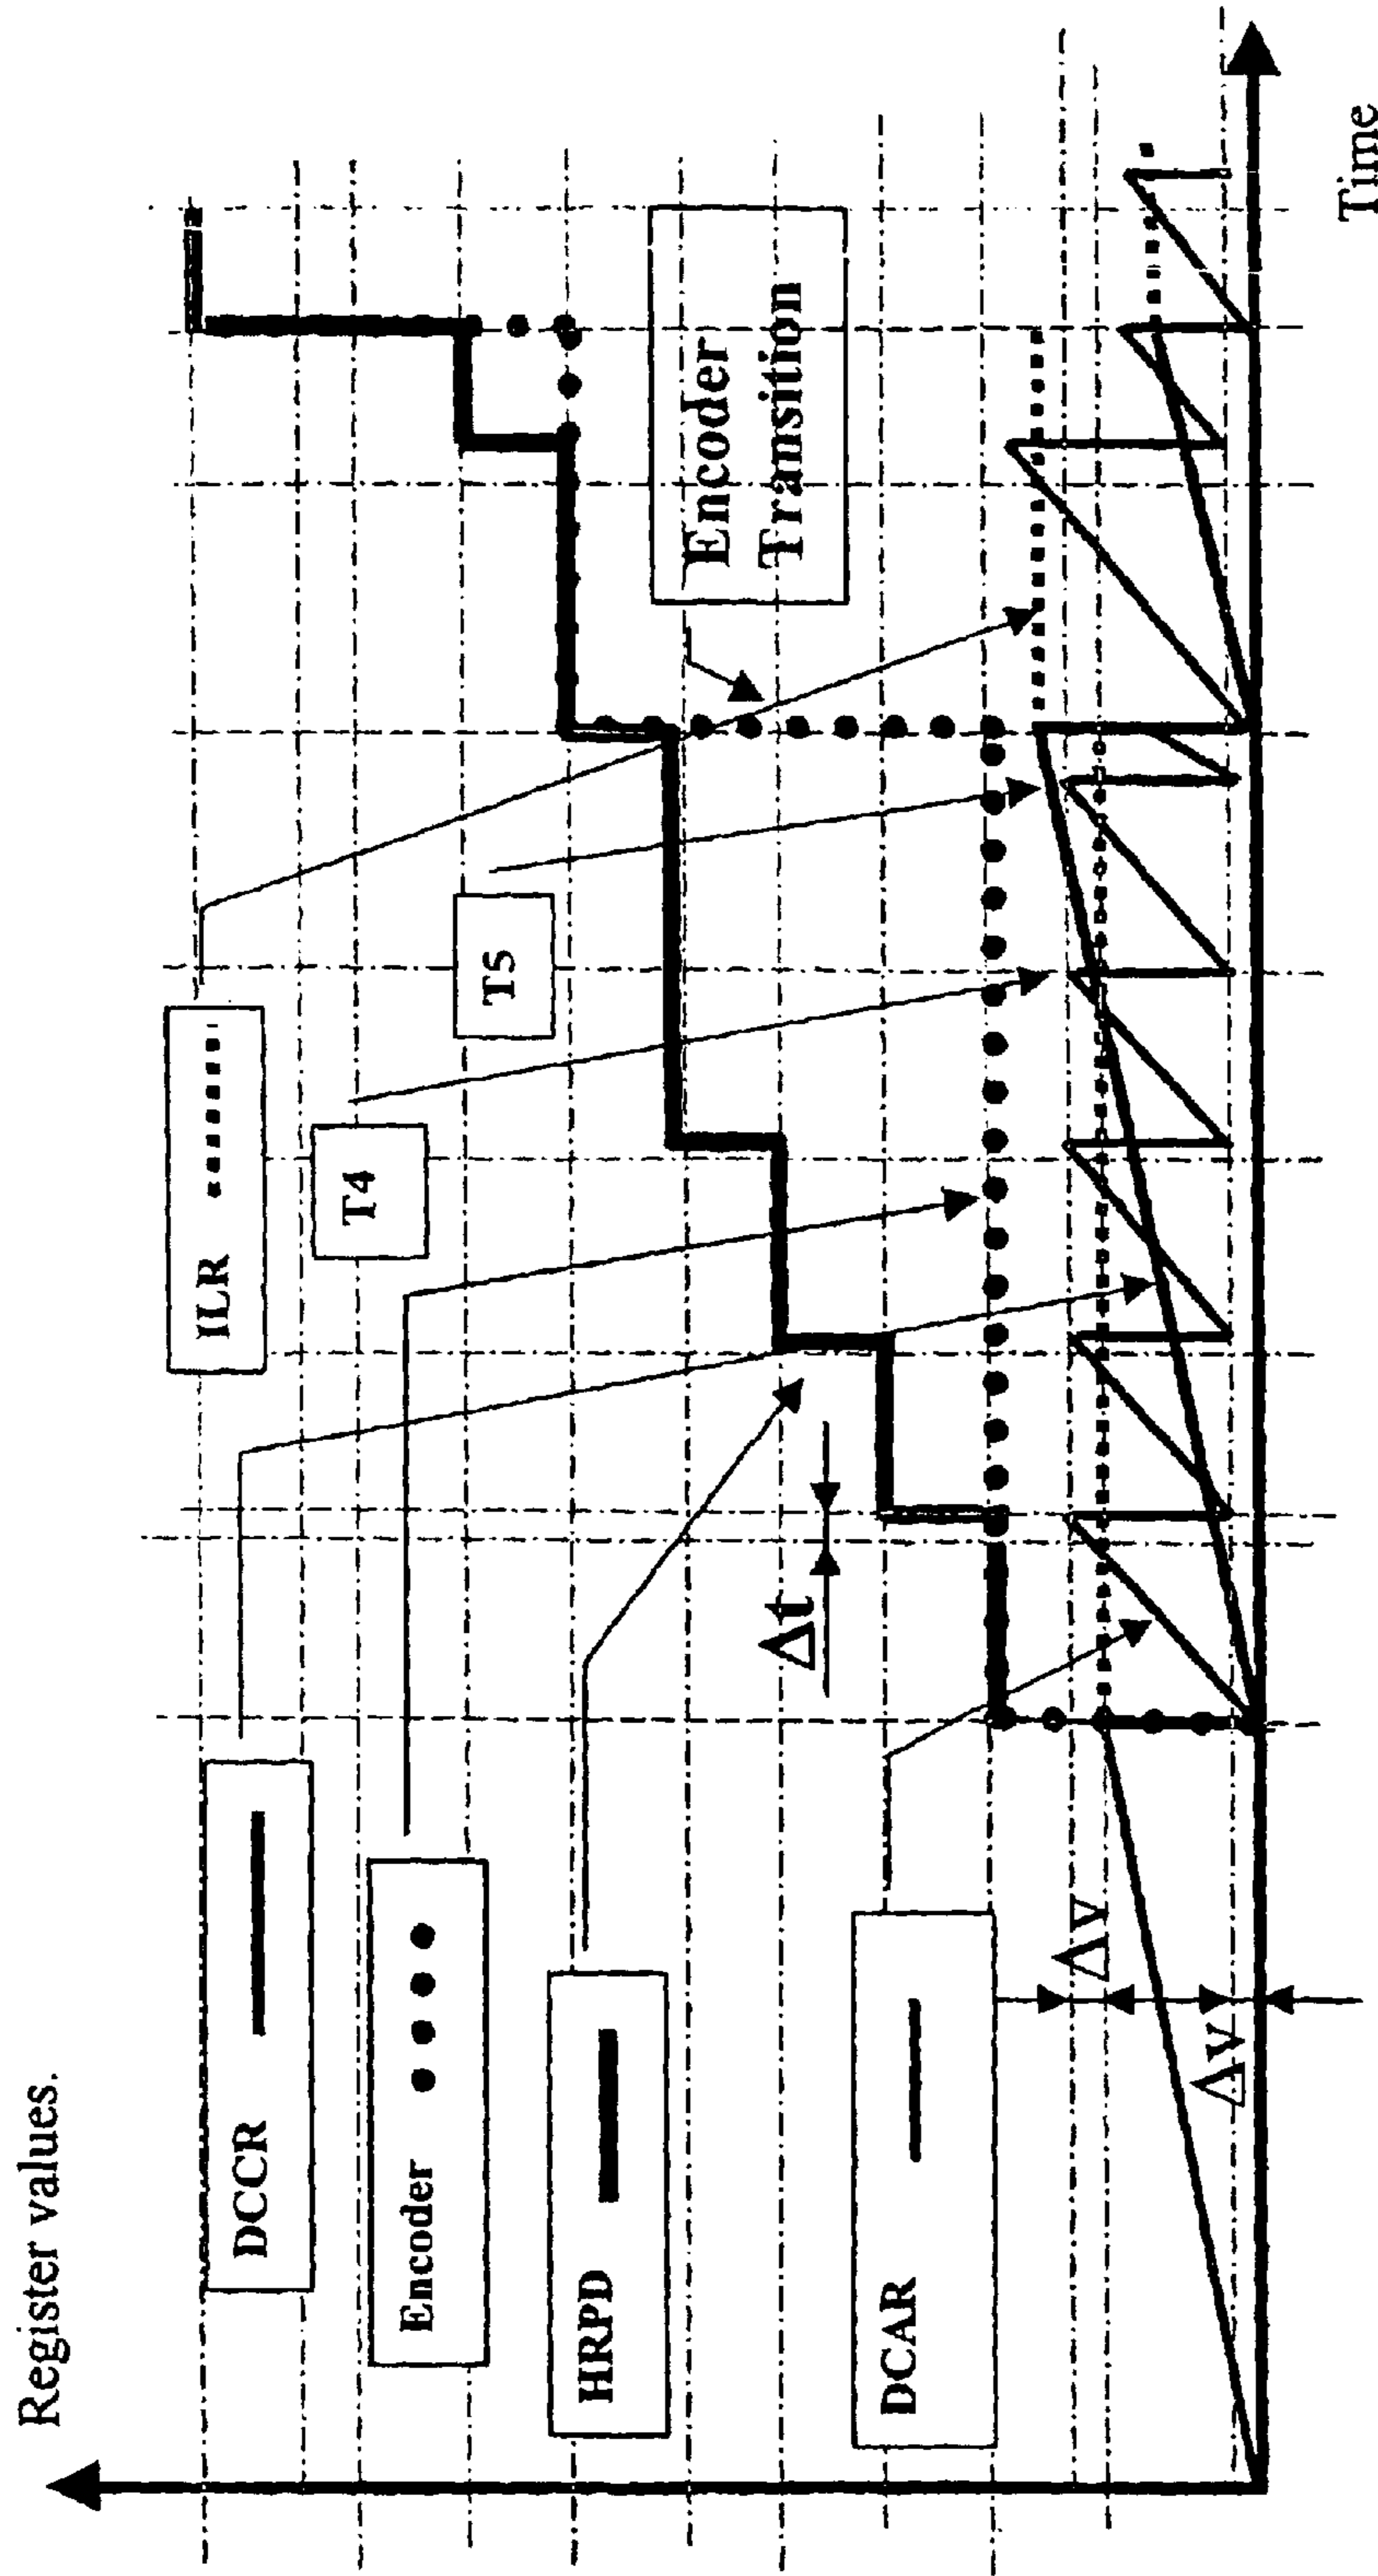 Register values.
DCCR
ILR
Encoder
T4
T5
HRPD
Δt
DCAR
Encoder
Transition
Δv
Δv
Time